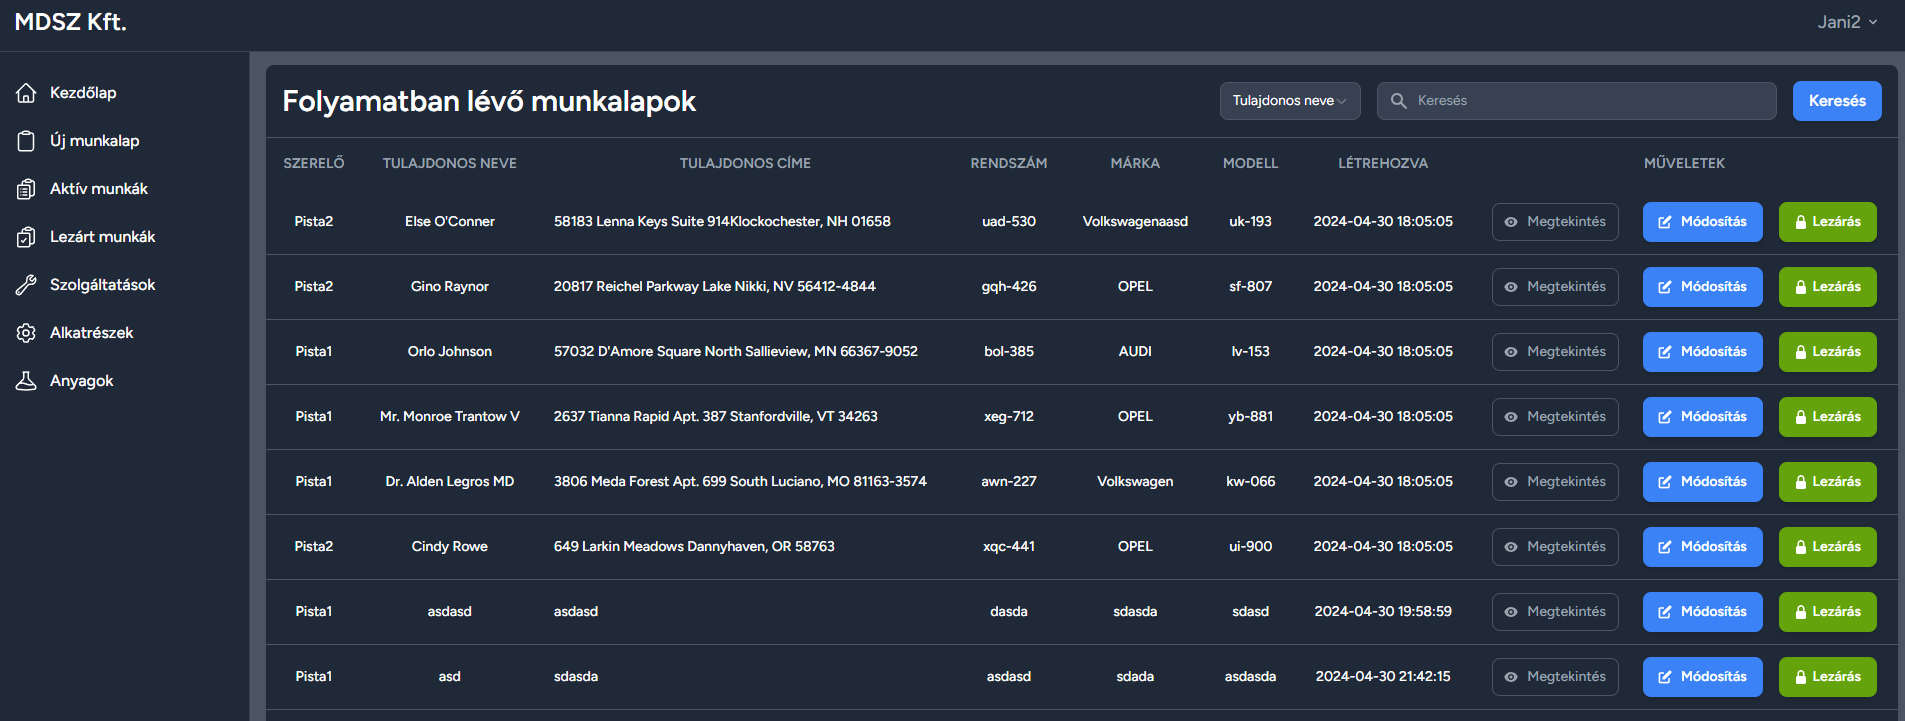 MDSZ Kft.
Jani2
Kezdőlap
Új munkalap
Aktív munkák
Lezárt munkák
Szolgáltatások
Alkatrészek
Anyagok
Folyamatban lévő munkalapok
Tulajdonos neve
Keresés
Keresés
SZERELŐ TULAJDONOS NEVE TULAJDONOS CÍME RENDSZÁM MÁRKA MODELL LÉTREHOZVA MŰVELETEK
Pista2 Else O'Conner 58183 Lenna Keys Suite 914Klockochester, NH 01658 uad-530 Volkswagenaasd uk-193 2024-04-30 18:05:05 Megtekintés Módosítás Lezárás
Pista2 Gino Raynor 20817 Reichel Parkway Lake Nikki, NV 56412-4844 gqh-426 OPEL sf-807 2024-04-30 18:05:05 Megtekintés Módosítás Lezárás
Pista1 Orlo Johnson 57032 D'Amore Square North Sallieview, MN 66367-9052 bol-385 AUDI lv-153 2024-04-30 18:05:05 Megtekintés Módosítás Lezárás
Pista1 Mr. Monroe Trantow V 2637 Tianna Rapid Apt. 387 Stanfordville, VT 34263 xeg-712 OPEL yb-881 2024-04-30 18:05:05 Megtekintés Módosítás Lezárás
Pista1 Dr. Alden Legros MD 3806 Meda Forest Apt. 699 South Luciano, MO 81163-3574 awn-227 Volkswagen kw-066 2024-04-30 18:05:05 Megtekintés Módosítás Lezárás
Pista2 Cindy Rowe 649 Larkin Meadows Dannyhaven, OR 58763 xqc-441 OPEL ui-900 2024-04-30 18:05:05 Megtekintés Módosítás Lezárás
Pista1 asdasd asdasd dasda sdasda sdasd 2024-04-30 19:58:59 Megtekintés Módosítás Lezárás
Pista1 asd sdasda asdasd sdada asdasda 2024-04-30 21:42:15 Megtekintés Módosítás Lezárás